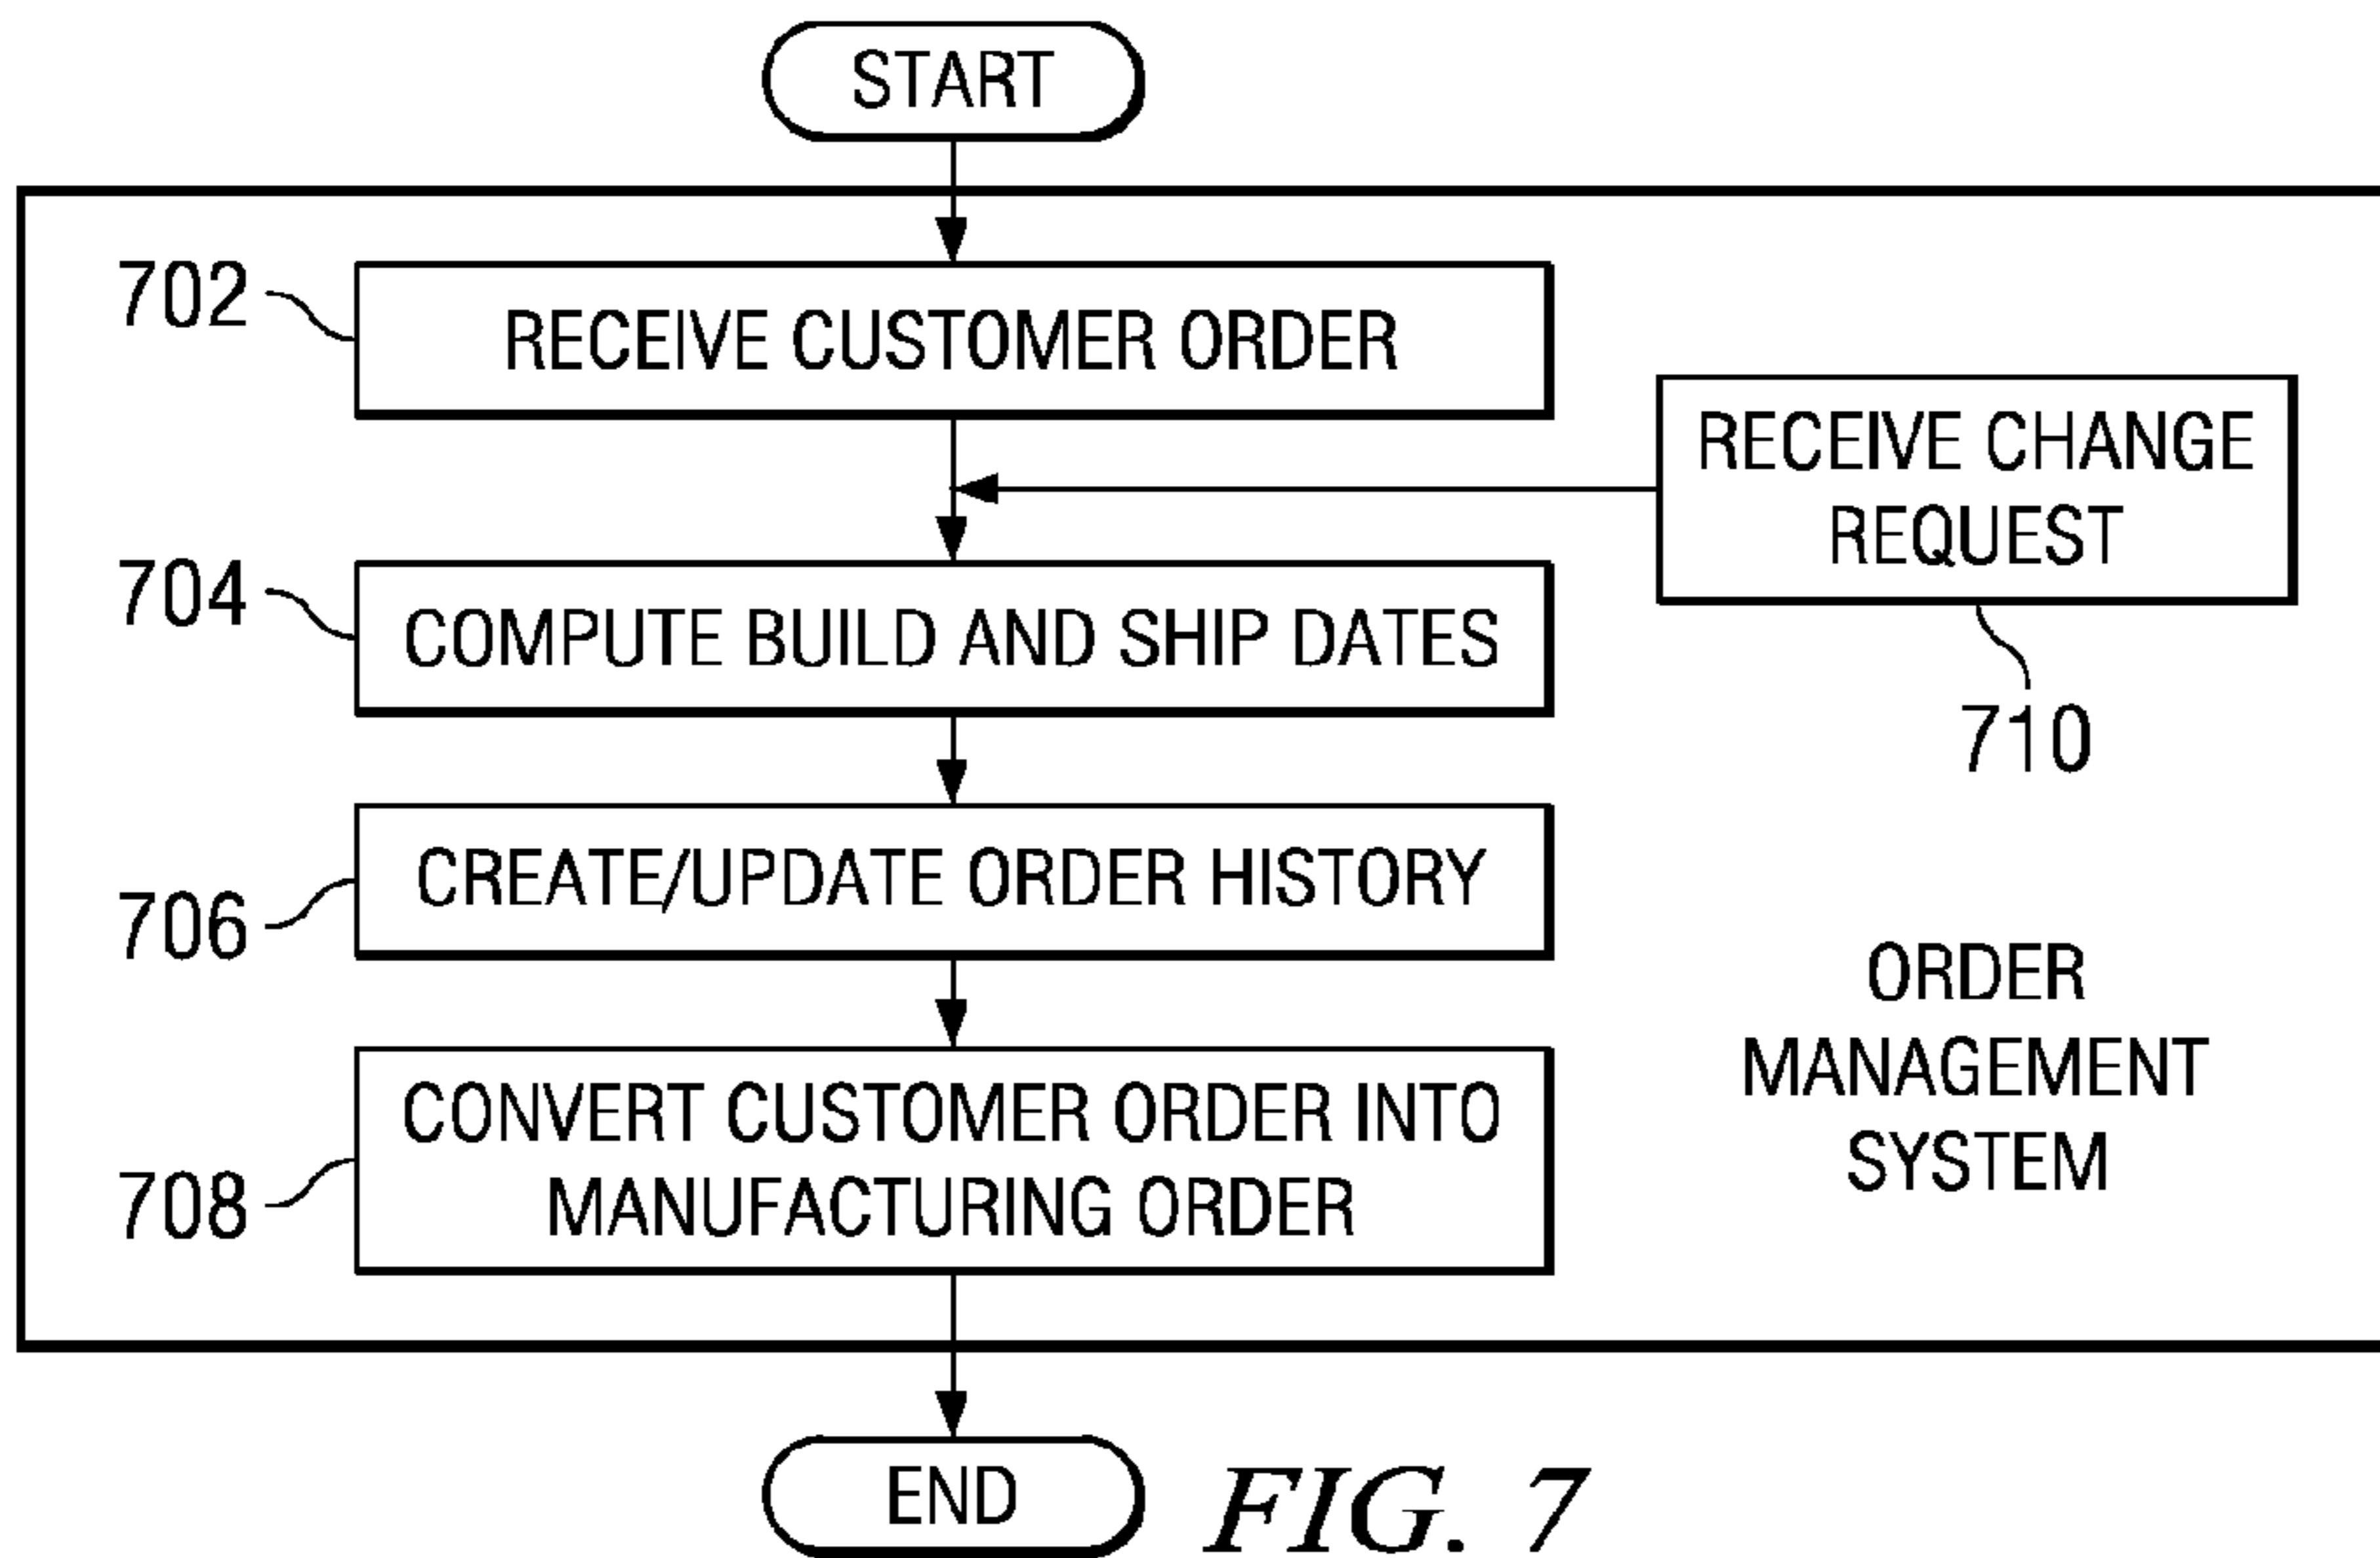 START
702
RECEIVE CUSTOMER ORDER
RECEIVE CHANGE
REQUEST
710
704
COMPUTE BUILD AND SHIP DATES
706
CREATE/UPDATE ORDER HISTORY
708
CONVERT CUSTOMER ORDER INTO
MANUFACTURING ORDER
ORDER
MANAGEMENT
SYSTEM
END
FIG. 7